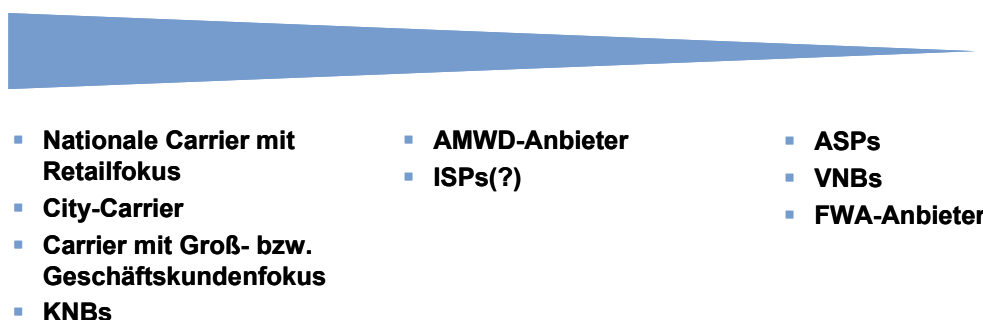 Nationale Carrier mit
Retailfokus
City-Carrier
Carrier mit Groß- bzw.
Geschäftskundenfokus
KNBs
AMWD-Anbieter
ISPs(?)
ASPs
VNBs
FWA-Anbieter